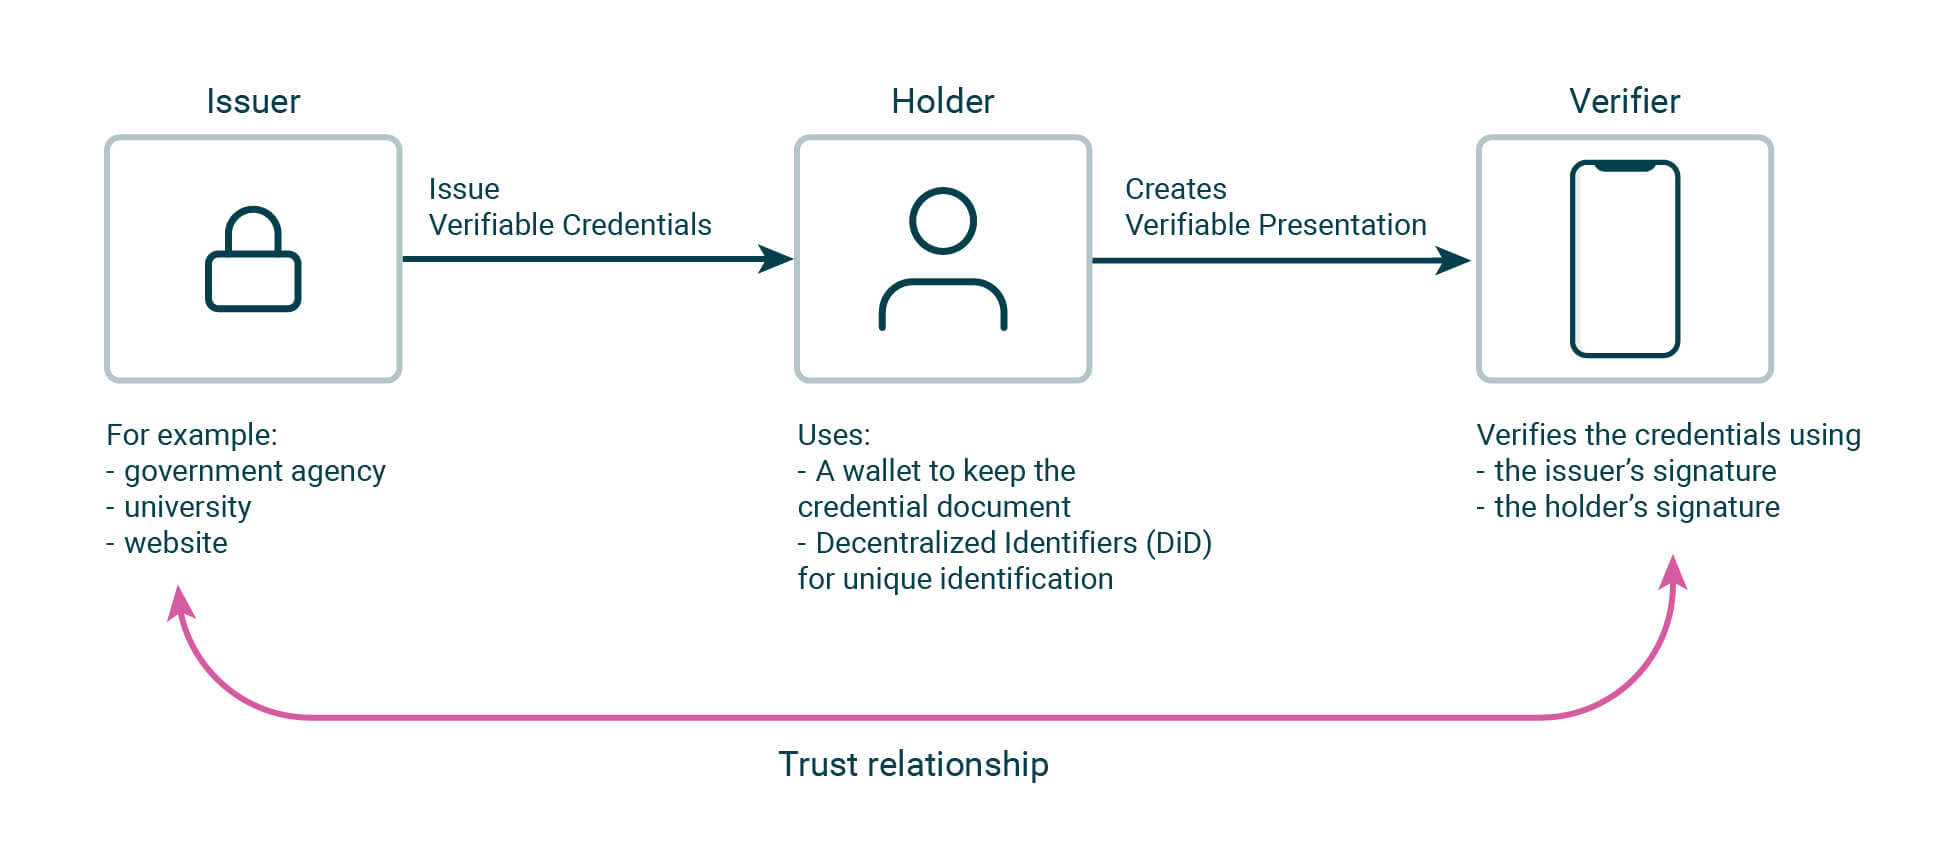 Issuer
Holder
Verifier
Issue
Verifiable Credentials
Creates
Verifiable Presentation
For example:
- government agency
- university
- website
Uses:
- A wallet to keep the
credential document
- Decentralized Identifiers (DiD)
for unique identification
Verifies the credentials using
- the issuer’s signature
- the holder’s signature
Trust relationship